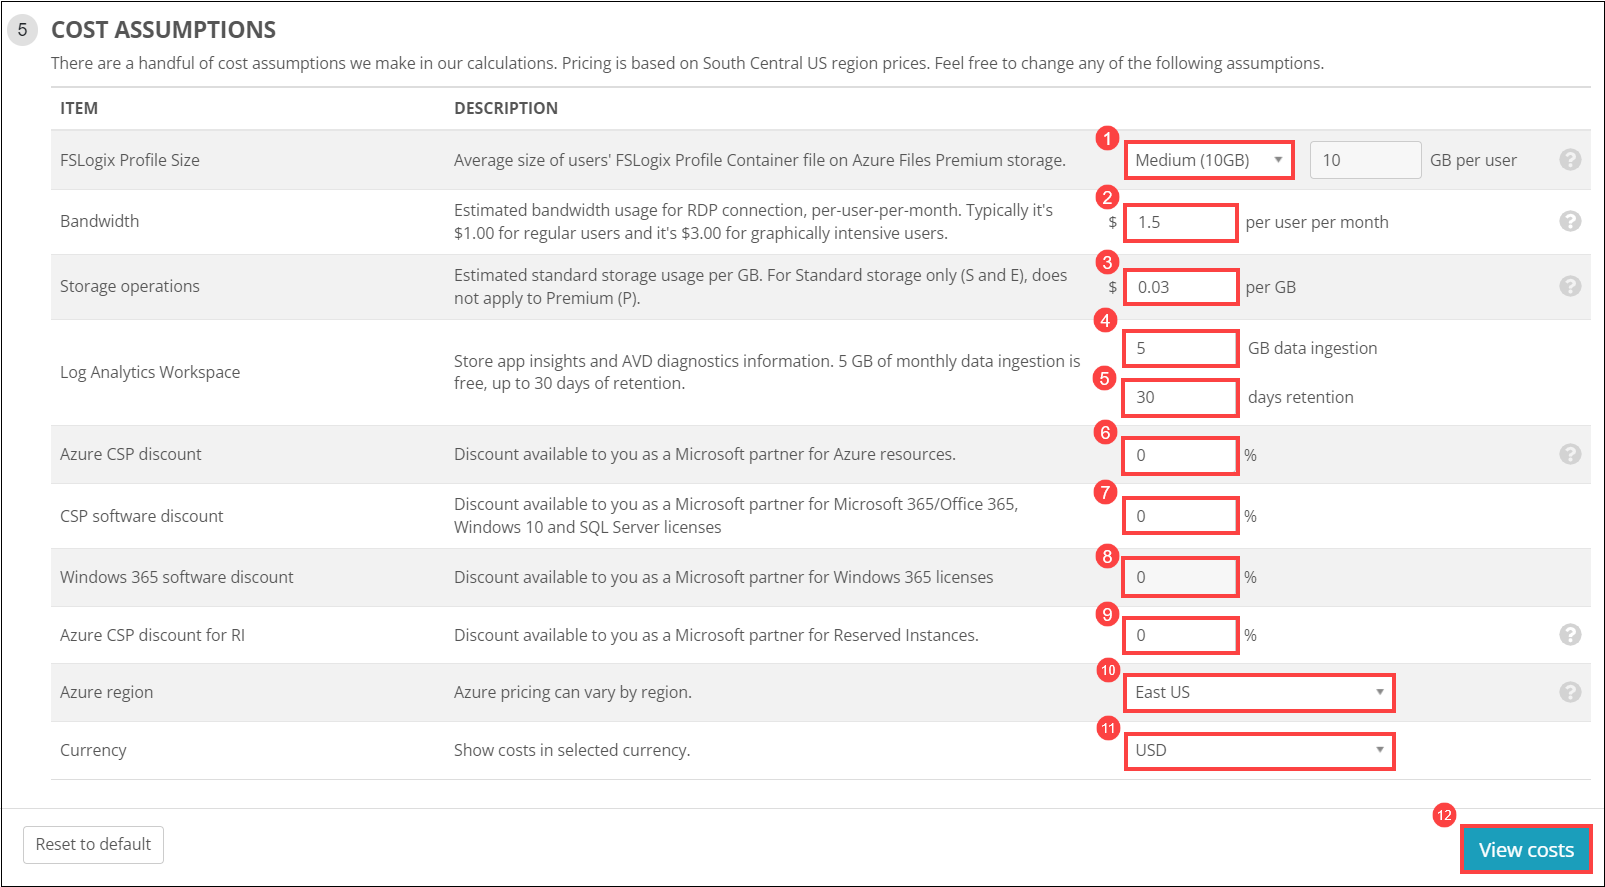 5 COST ASSUMPTIONS
There are a handful of cost assumptions we make in our calculations. Pricing is based on South Central US region prices. Feel free to change any of the following assumptions.
ITEM DESCRIPTION
1
FSLogix Profile Size Average size of users' FSLogix Profile Container file on Azure Files Premium storage. Medium (10GB) 10 GB per user ?
2
Bandwidth Estimated bandwidth usage for RDP connection, per-user-per-month. Typically it's
$1.00 for regular users and it's $3.00 for graphically intensive users. $ 1.5 per user per month ?
3
Storage operations Estimated standard storage usage per GB. For Standard storage only (S and E), does
not apply to Premium (P). $ 0.03 per GB ?
4
5 GB data ingestion
Log Analytics Workspace Store app insights and AVD diagnostics information. 5 GB of monthly data ingestion is
free, up to 30 days of retention.
5
30 days retention
6
Azure CSP discount Discount available to you as a Microsoft partner for Azure resources. 0 % ?
7
CSP software discount Discount available to you as a Microsoft partner for Microsoft 365/Office 365,
Windows 10 and SQL Server licenses 0 %
8
Windows 365 software discount Discount available to you as a Microsoft partner for Windows 365 licenses 0 %
9
Azure CSP discount for RI Discount available to you as a Microsoft partner for Reserved Instances. 0 % ?
10
Azure region Azure pricing can vary by region. East US ?
11
Currency Show costs in selected currency. USD
12
Reset to default View costs